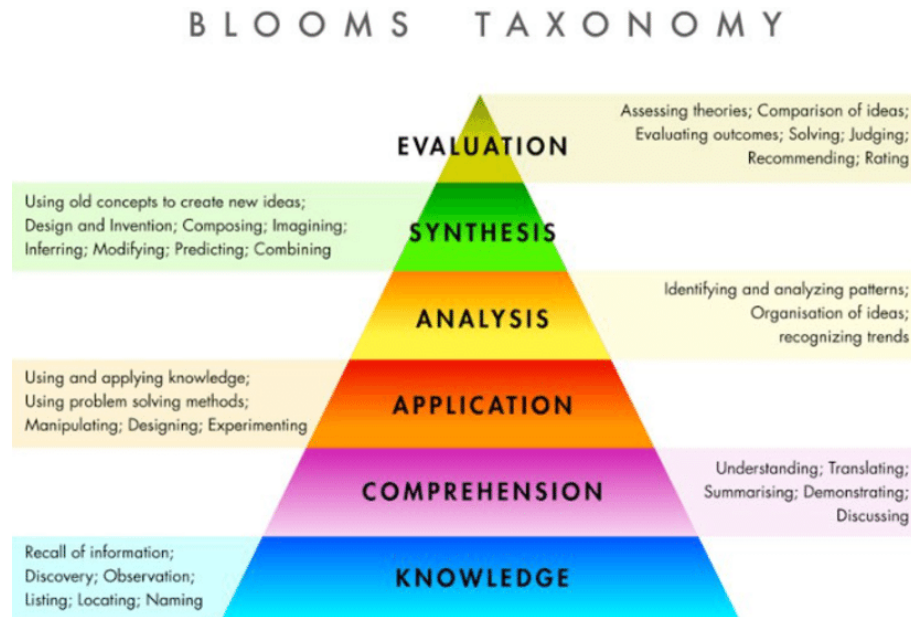 BLOOMS TAXONOMY
EVALUATION
Assessing theories; Comparison of ideas;
Evaluating outcomes; Solving; Judging;
Recommending; Rating
Using old concepts to create new ideas;
Design and Invention; Composing; Imagining;
Inferring; Modifying; Predicting; Combining
SYNTHESIS
ANALYSIS
Identifying and analyzing patterns;
Organisation of ideas;
recognizing trends
Using and applying knowledge;
Using problem solving methods;
Manipulating; Designing; Experimenting
APPLICATION
COMPREHENSION
Understanding; Translating;
Summarising; Demonstrating;
Discussing
Recall of information;
Discovery; Observation;
Listing; Locating; Naming
KNOWLEDGE